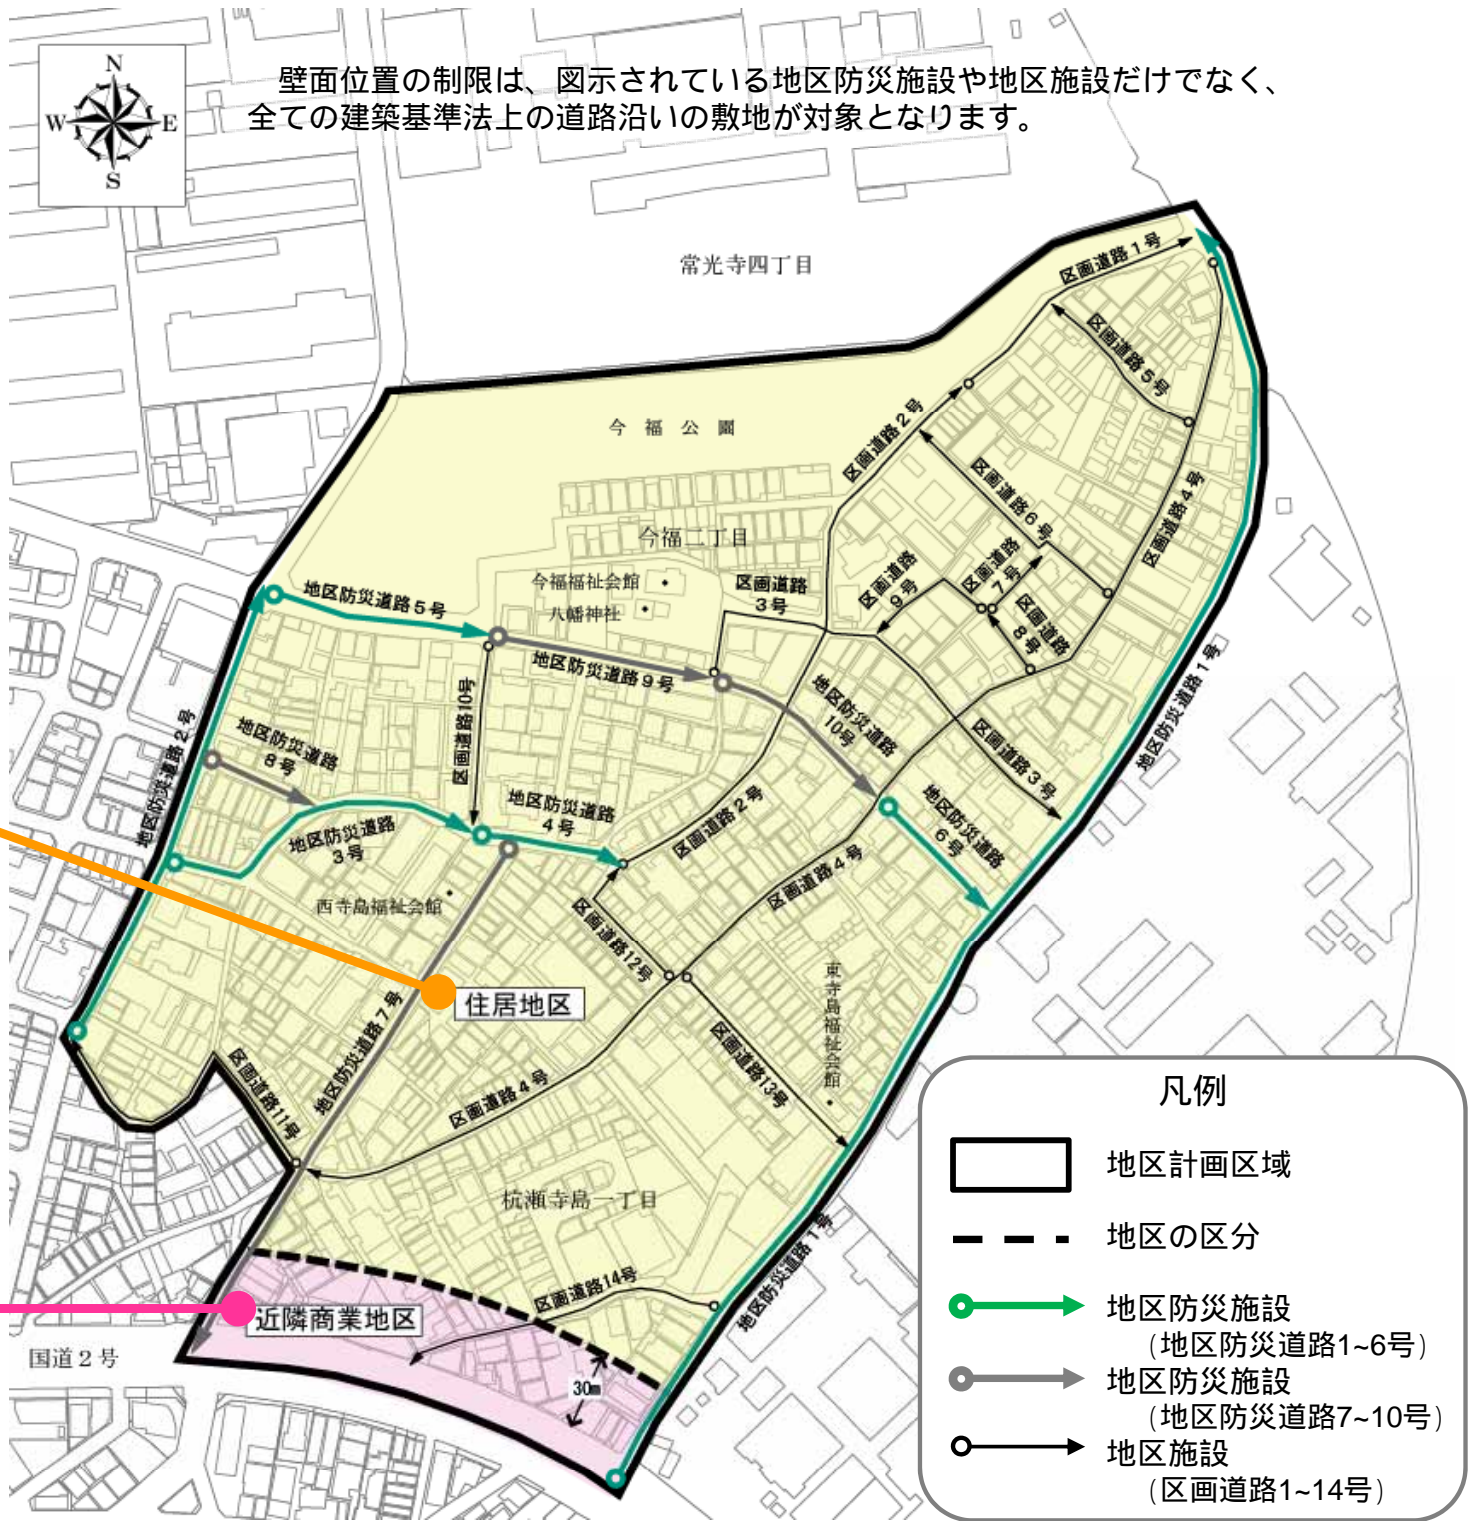 N
W E
S
壁面位置の制限は、図示されている地区防災施設や地区施設だけでなく、
全ての建築基準法上の道路沿いの敷地が対象となります。
常光寺四丁目
区画道路1号
区画道路5号
今福公園
区画道路2号
区画道路6号
区画道路4号
今福二丁目
今福福祉会館
八幡神社
区画道路
3号
区画道路
9号
区画道路
7号
区画道路
8号
地区防災道路5号
地区防災道路9号
区画道路10号
地区防災道路
10号
区画道路3号
地区防災道路1号
地区防災道路2号
地区防災道路
8号
地区防災道路
3号
地区防災道路
4号
区画道路2号
地区防災道路
6号
区画道路4号
西寺島福祉会館
区画道路12号
東寺島福祉会館
住居地区
地区防災道路7号
区画道路11号
区画道路4号
区画道路13号
杭瀬寺島一丁目
地区防災道路1号
区画道路14号
近隣商業地区
国道2号
30m
凡例
地区計画区域
地区の区分
地区防災施設
(地区防災道路1~6号)
地区防災施設
(地区防災道路7~10号)
地区施設
(区画道路1~14号)